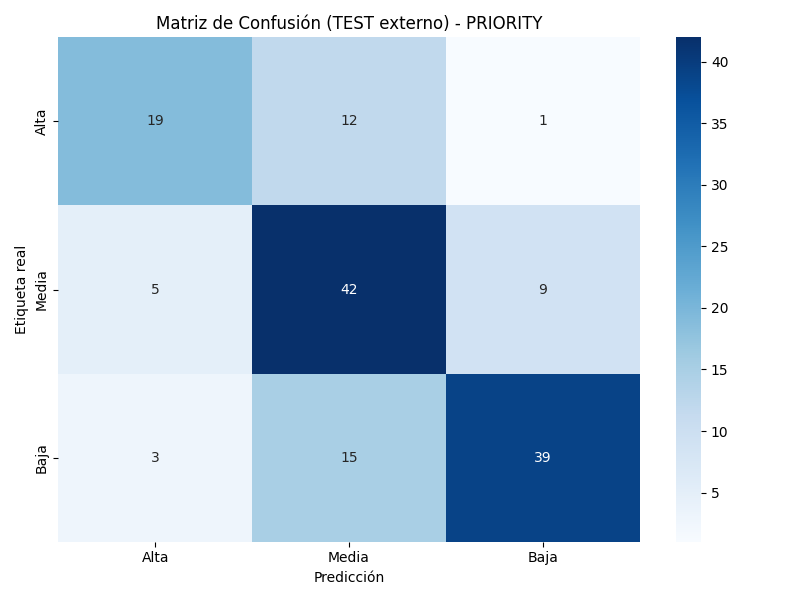 Matriz de Confusión (TEST externo) - PRIORITY
Etiqueta real
Alta
19
12
1
Media
5
42
9
Baja
3
15
39
Alta
Media
Baja
Predicción
40
35
30
25
20
15
10
5